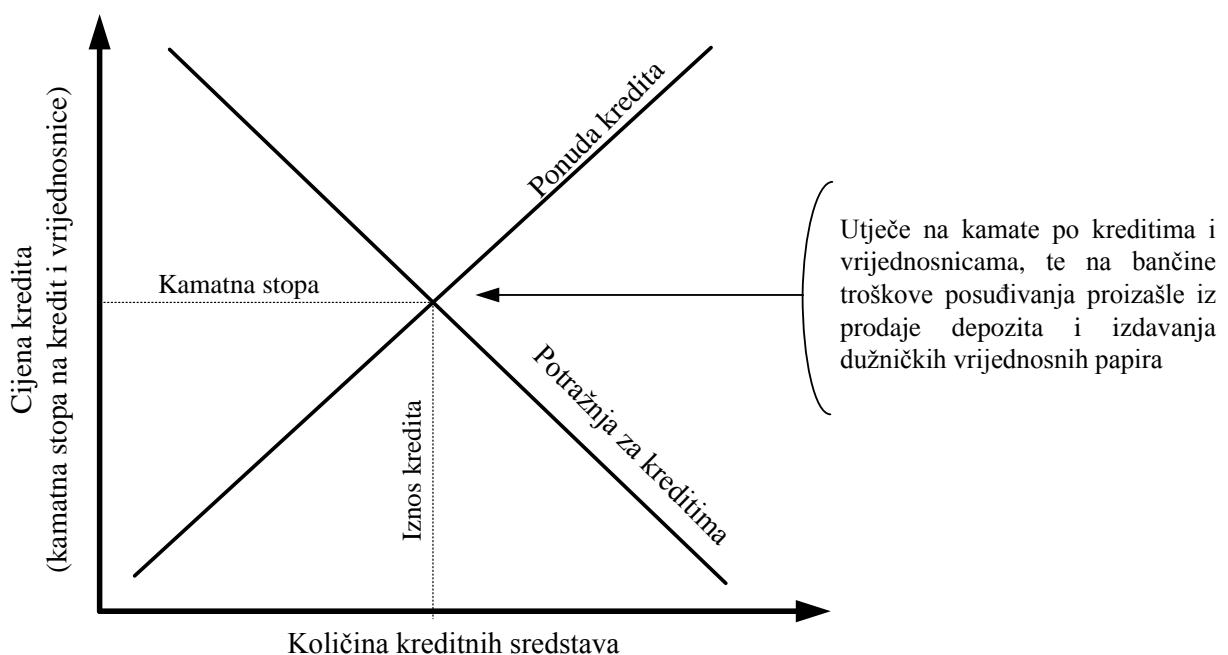 Cijena kredita
(kamatna stopa na kredit i vrijednosnice)
Ponuda kredita
Kamatna stopa
Iznos kredita
Potražnja za kreditima
Količina kreditnih sredstava
Utječe na kamate po kreditima i
vrijednosnicama, te na bančine
troškove posuđivanja proizašle iz
prodaje depozita i izdavanja
dužničkih vrijednosnih papira